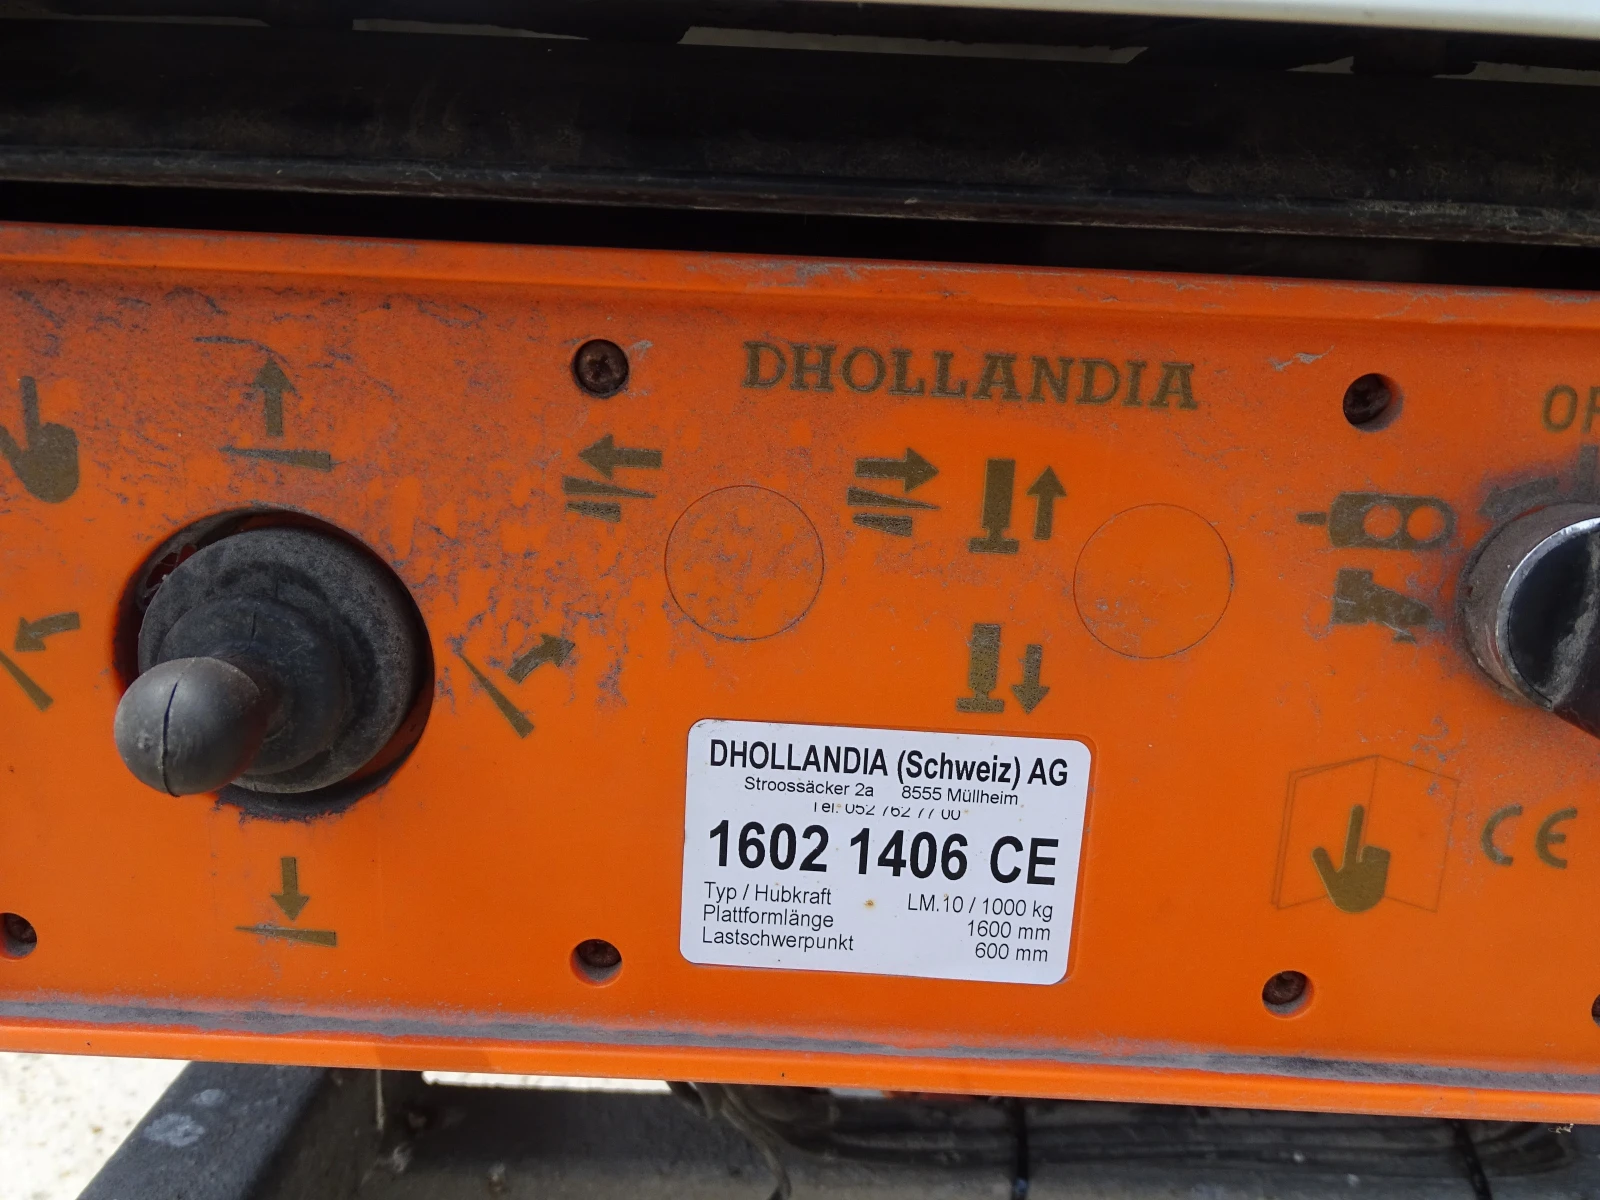 DHOLLANDIA
DHOLLANDIA (Schweiz) AG
Stroossäcker 2a 8555 Müllheim
Tel. 052 762 77 00
1602 1406 CE
Typ / Hubkraft LM.10 / 1000 kg
Plattformlänge 1600 mm
Lastschwerpunkt 600 mm
CE